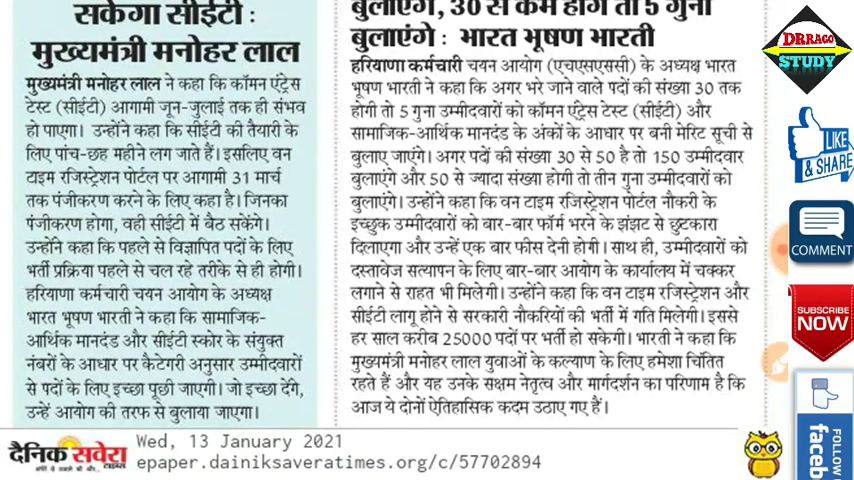 सकेगा सीईटी :
मुख्यमंत्री मनोहर लाल
मुख्यमंत्री मनोहर लाल ने कहा कि कॉमन एंट्रेस
टेस्ट (सीईटी) आगामी जून-जुलाई तक ही संभव
हो पाएगा। उन्होंने कहा कि सीईटी की तैयारी के
लिए पांच-छह महीने लग जाते हैं। इसलिए वन
टाइम रजिस्ट्रेशन पोर्टल पर आगामी 31 मार्च
तक पंजीकरण करने के लिए कहा है। जिनका
पंजीकरण होगा, वही सीईटी में बैठ सकेंगे।
उन्होंने कहा कि पहले से विज्ञापित पदों के लिए
भर्ती प्रक्रिया पहले से चल रहे तरीके से ही होगी।
हरियाणा कर्मचारी चयन आयोग के अध्यक्ष
भारत भूषण भारती ने कहा कि सामाजिक-
आर्थिक मानदंड और सीईटी स्कोर के संयुक्त
नंबरों के आधार पर कैटेगरी अनुसार उम्मीदवारों
से पदों के लिए इच्छा पूछी जाएगी। जो इच्छा देंगे,
उन्हें आयोग की तरफ से बुलाया जाएगा।
बुलाएंगे, 30 से कम होंगे तो 5 गुना
बुलाएंगे : भारत भूषण भारती
हरियाणा कर्मचारी चयन आयोग (एचएसएससी) के अध्यक्ष भारत
भूषण भारती ने कहा कि अगर भरे जाने वाले पदों की संख्या 30 तक
होगी तो 5 गुना उम्मीदवारों को कॉमन एंट्रेस टेस्ट (सीईटी) और
सामाजिक-आर्थिक मानदंड के अंकों के आधार पर बनी मेरिट सूची से
बुलाए जाएंगे। अगर पदों की संख्या 30 से 50 है तो 150 उम्मीदवार
बुलाएंगे और 50 से ज्यादा संख्या होगी तो तीन गुना उम्मीदवारों को
बुलाएंगे। उन्होंने कहा कि वन टाइम रजिस्ट्रेशन पोर्टल नौकरी के
इच्छुक उम्मीदवारों को बार-बार फॉर्म भरने के झंझट से छुटकारा
दिलाएगा और उन्हें एक बार फीस देनी होगी। साथ ही, उम्मीदवारों को
दस्तावेज सत्यापन के लिए बार-बार आयोग के कार्यालय में चक्कर
लगाने से राहत भी मिलेगी। उन्होंने कहा कि वन टाइम रजिस्ट्रेशन और
सीईटी लागू होने से सरकारी नौकरियों की भर्ती में गति मिलेगी। इससे
हर साल करीब 25000 पदों पर भर्ती हो सकेगी। भारती ने कहा कि
मुख्यमंत्री मनोहर लाल युवाओं के कल्याण के लिए हमेशा चिंतित
रहते हैं और यह उनके सक्षम नेतृत्व और मार्गदर्शन का परिणाम है कि
आज ये दोनों ऐतिहासिक कदम उठाए गए हैं।
दैनिक सवेरा
टाइम्स
Wed, 13 January 2021
epaper.dainiksaveratimes.org/c/57702894
DRRAGO
STUDY
LIKE
& SHARE
COMMENT
SUBSCRIBE
NOW
FOLLOW
faceb